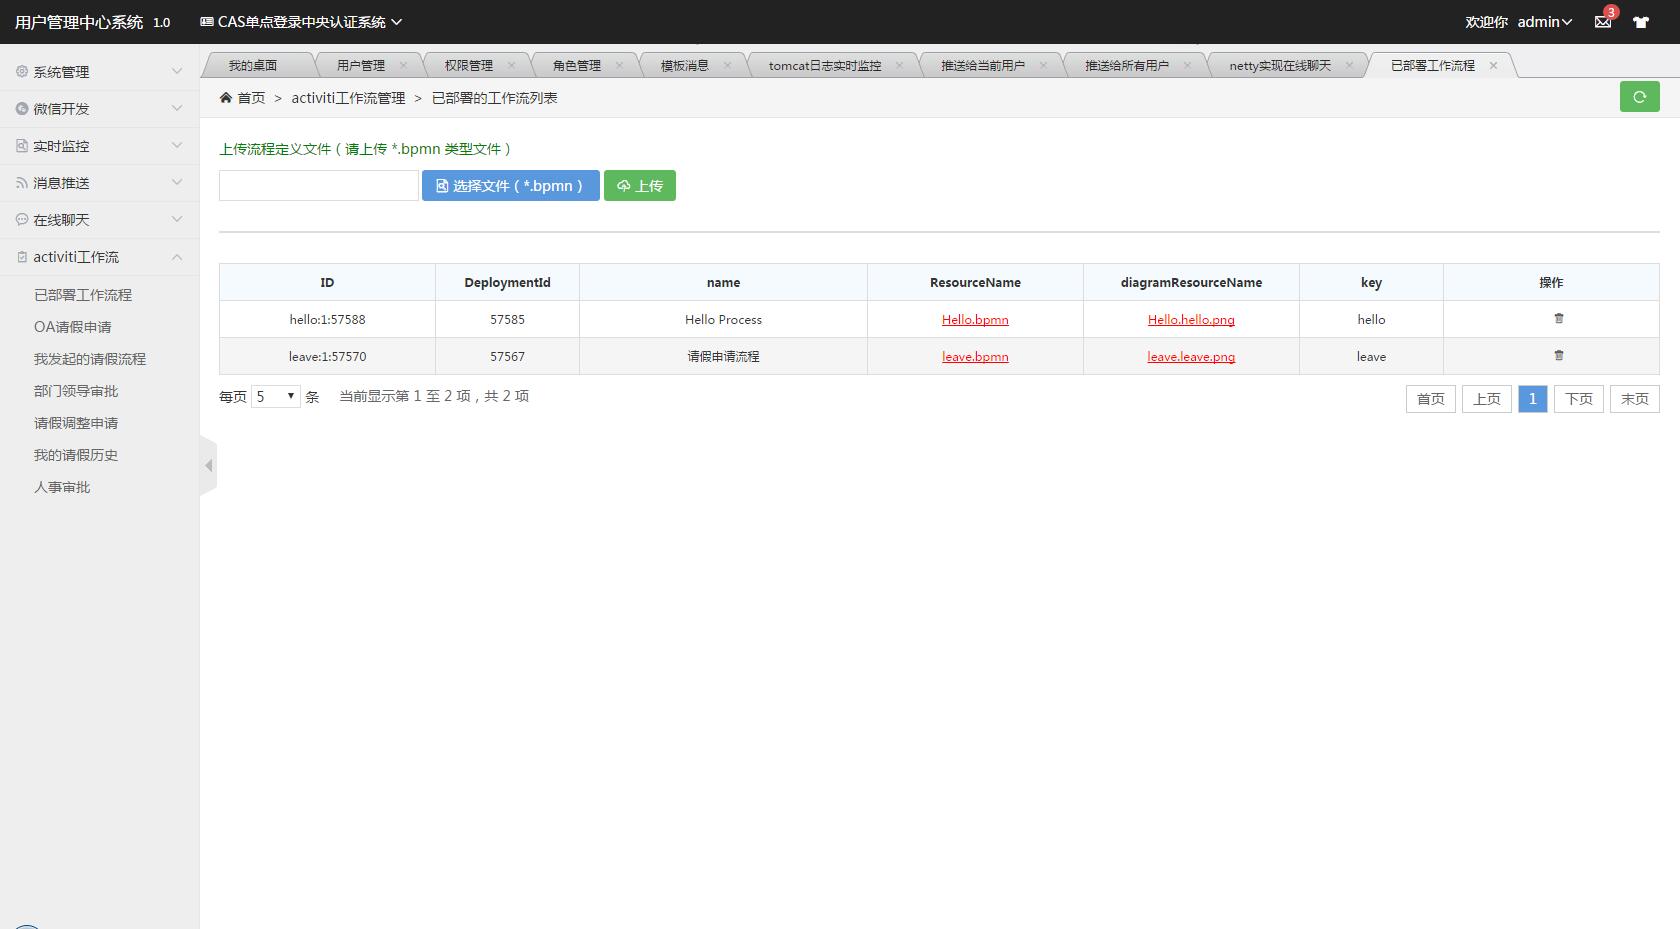 用户管理中心系统 1.0 CAS单点登录中央认证系统 欢迎你 admin 3
我的桌面 用户管理 权限管理 角色管理 模板消息 tomcat日志实时监控 推送给当前用户 推送给所有用户 netty实现在线聊天 已部署工作流程
系统管理
微信开发
实时监控
消息推送
在线聊天
activiti工作流
已部署工作流程
OA请假申请
我发起的请假流程
部门领导审批
请假调整申请
我的请假历史
人事审批
首页 > activiti工作流管理 > 已部署的工作流列表
上传流程定义文件（请上传 *.bpmn 类型文件）
选择文件（*.bpmn） 上传
ID DeploymentId name ResourceName diagramResourceName key 操作
hello:1:57588 57585 Hello Process Hello.bpmn Hello.hello.png hello
leave:1:57570 57567 请假申请流程 leave.bpmn leave.leave.png leave
每页 5 条 当前显示第 1 至 2 项，共 2 项 首页 上页 1 下页 末页